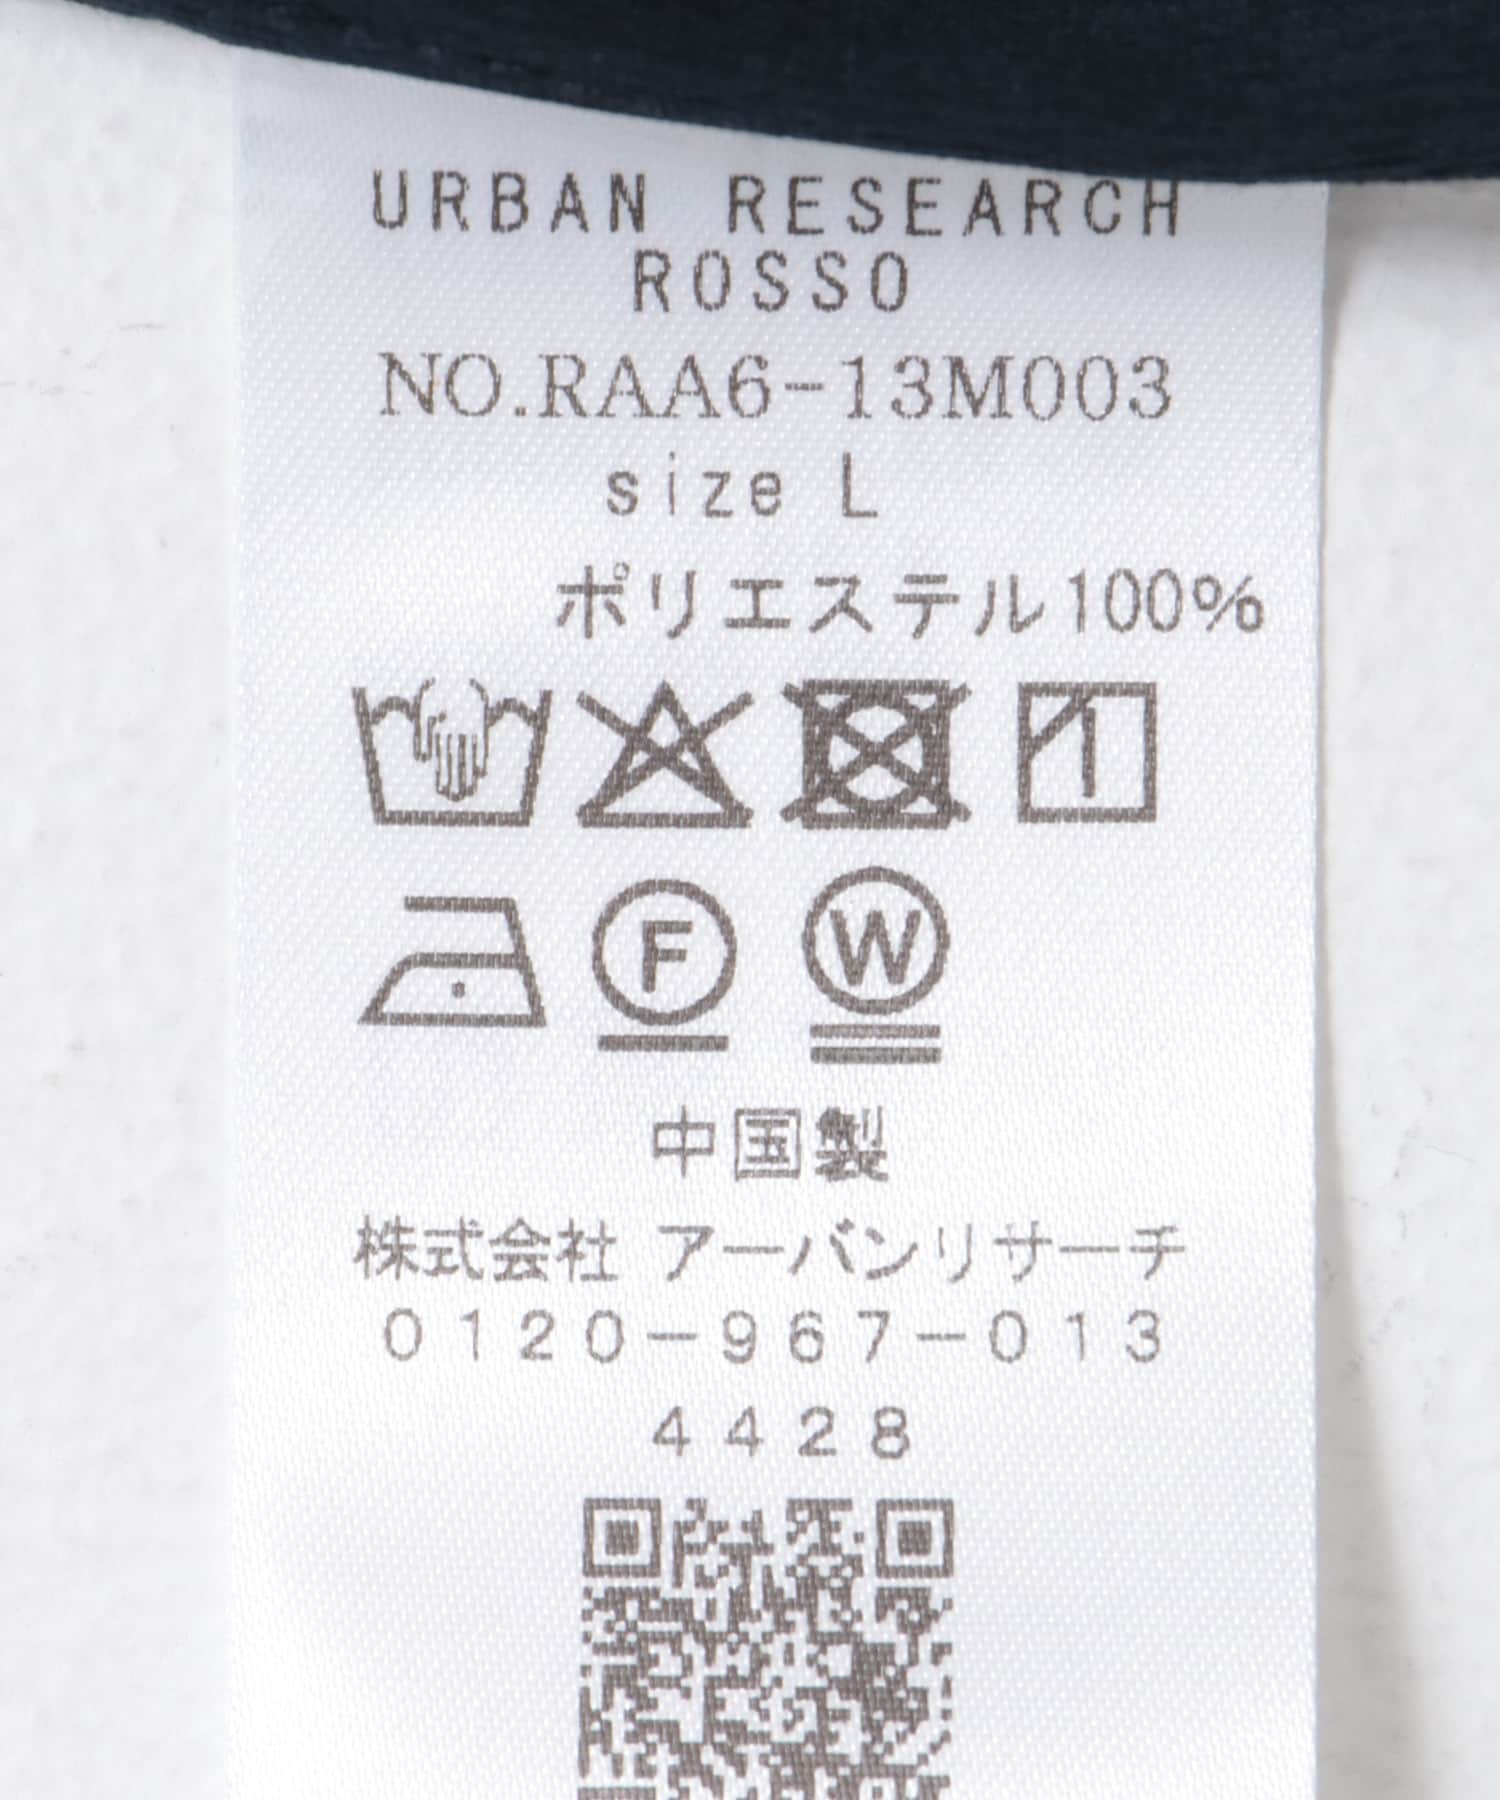 URBAN RESEARCH
ROSSO
NO.RAA6-13M003
size L
ポリエステル100%
F W
中国製
株式会社 アーバンリサーチ
0120-967-013
4428